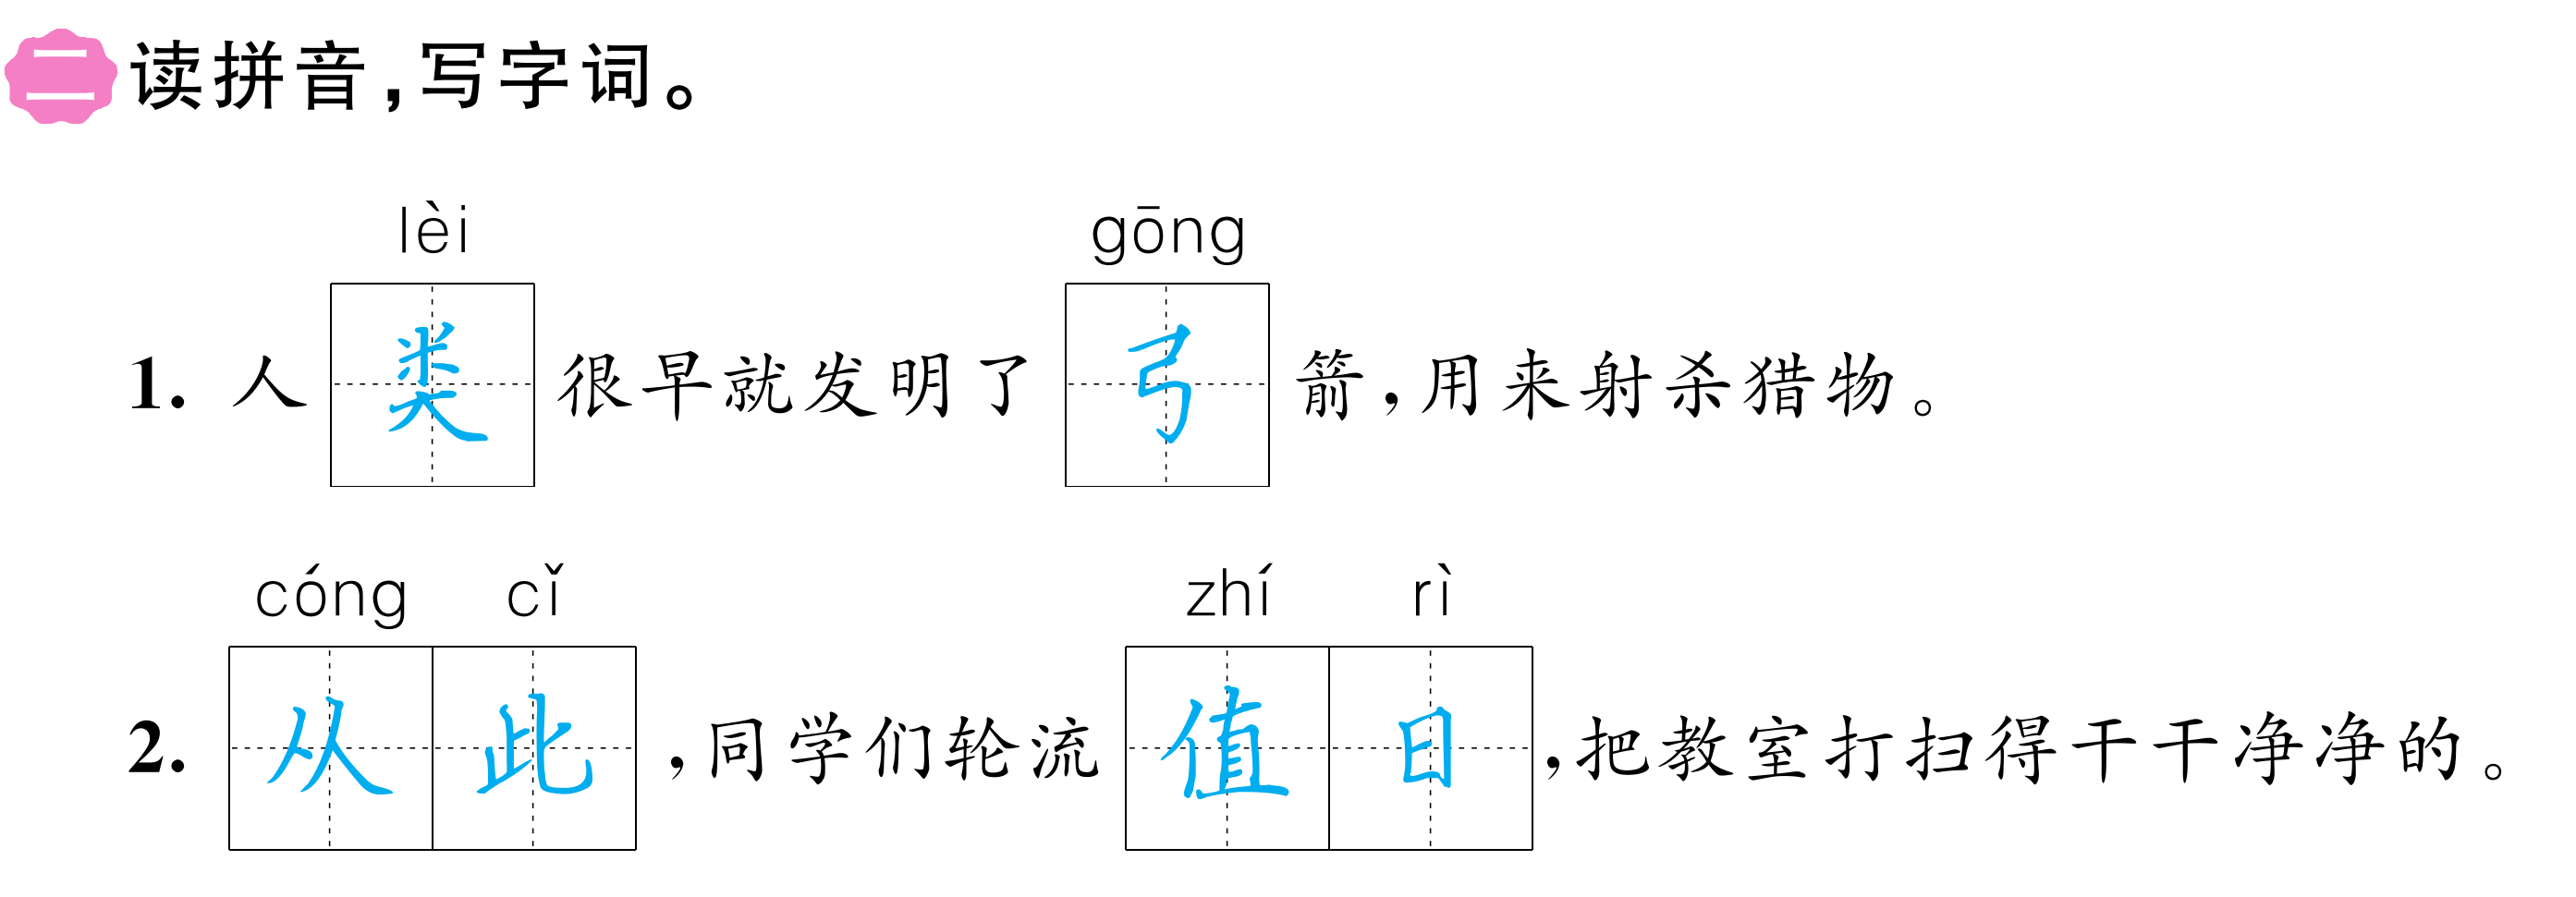 二 读拼音,写字词。
lèi gōng
1. 人类很早就发明了弓箭,用来射杀猎物。
cóng cǐ zhí rì
2. 从此,同学们轮流值日,把教室打扫得干干净净的。